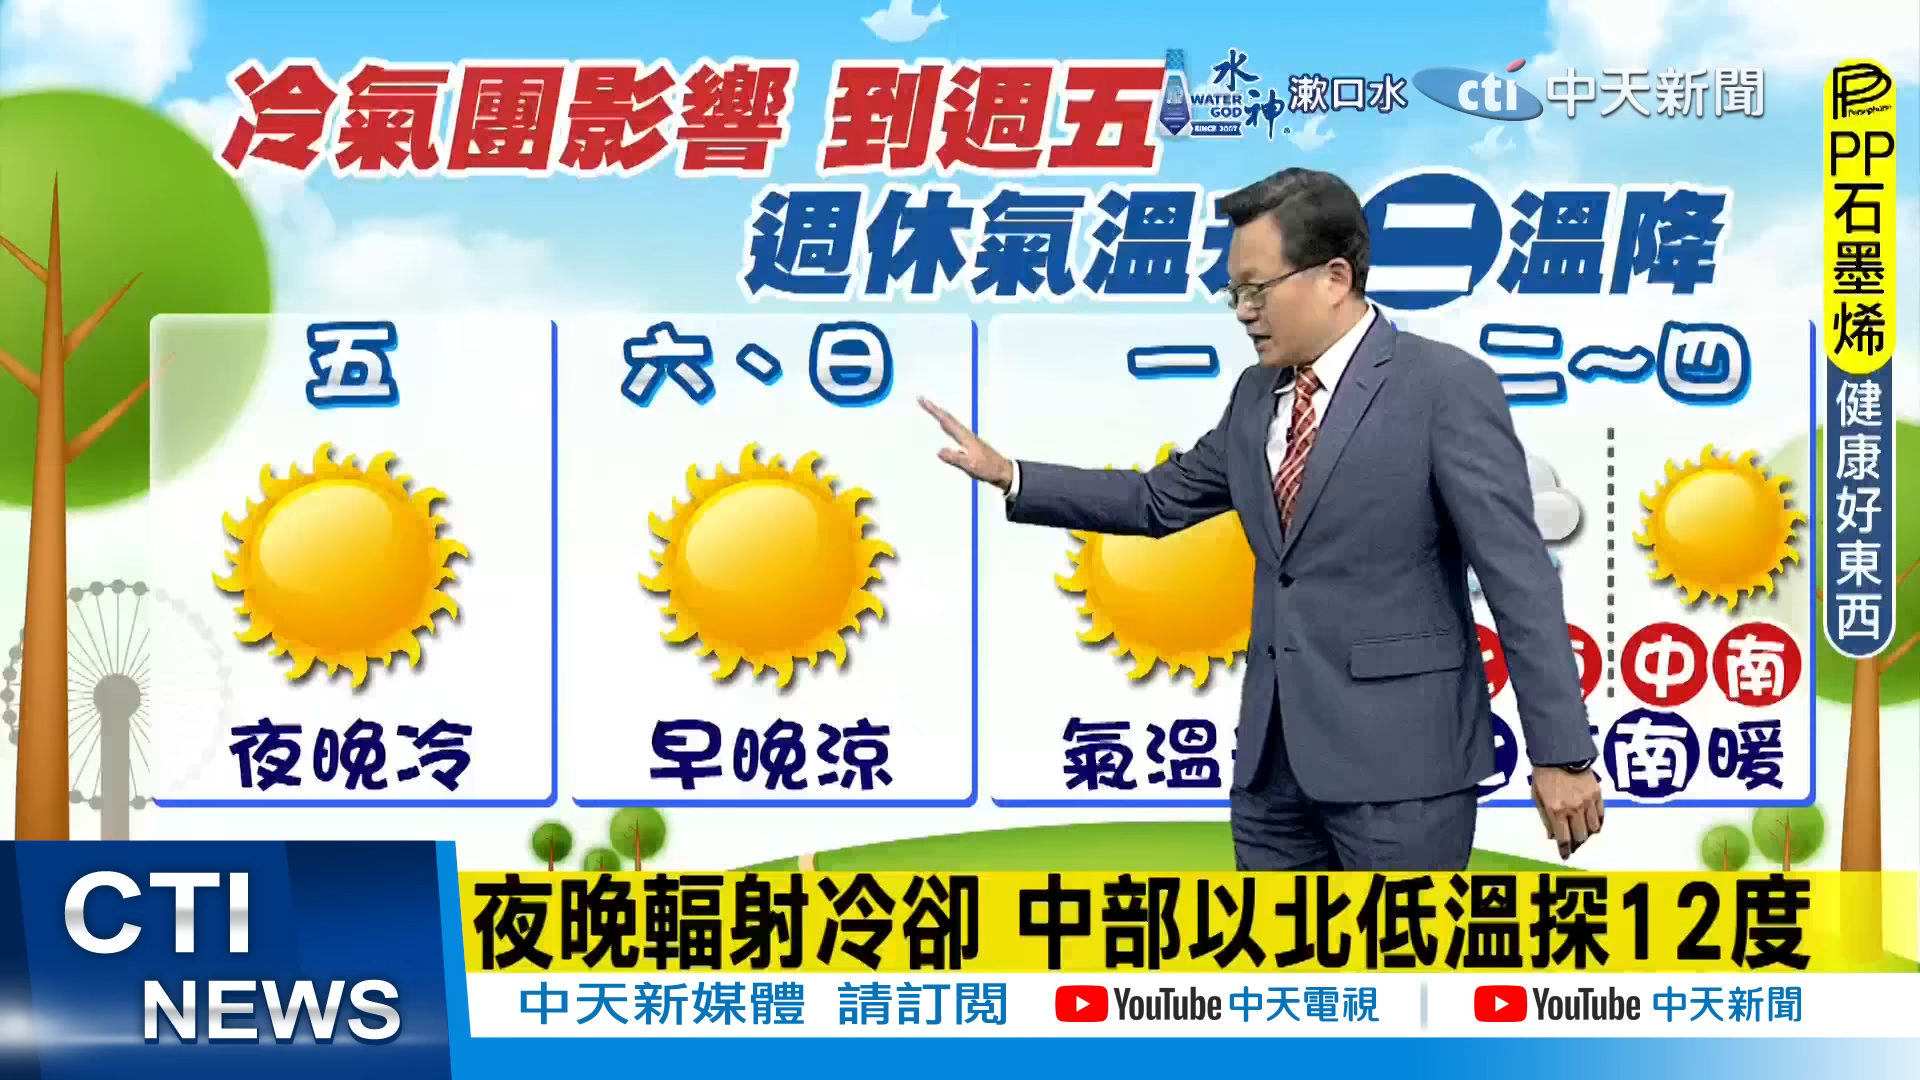 冷氣團影響 到週五
水神
WATER GOD
SINCE 2007
漱口水
cti 中天新聞
週休氣溫 二溫降
五
六、日
一
二~四
中 南
夜晚冷
早晚涼
氣溫
南暖
PP石墨烯
健康好東西
CTI
NEWS
夜晚輻射冷卻 中部以北低溫探12度
中天新媒體 請訂閱 YouTube 中天電視 | YouTube 中天新聞